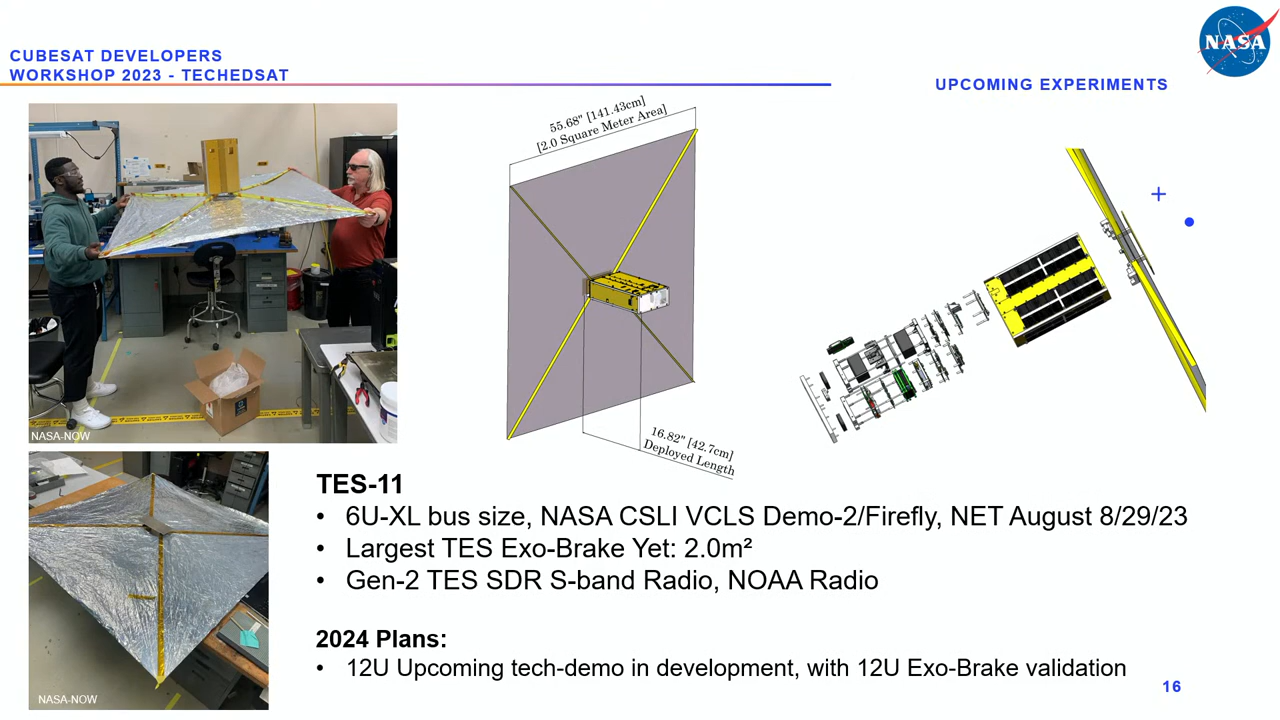 CUBESAT DEVELOPERS
WORKSHOP 2023 - TECHEDSAT
NASA
UPCOMING EXPERIMENTS
55.68" [141.43cm]
[2.0 Square Meter Area]
16.82" [42.7cm]
Deployed Length
NASA-NOW
NASA-NOW
TES-11
• 6U-XL bus size, NASA CSLI VCLS Demo-2/Firefly, NET August 8/29/23
• Largest TES Exo-Brake Yet: 2.0m²
• Gen-2 TES SDR S-band Radio, NOAA Radio
2024 Plans:
• 12U Upcoming tech-demo in development, with 12U Exo-Brake validation
16